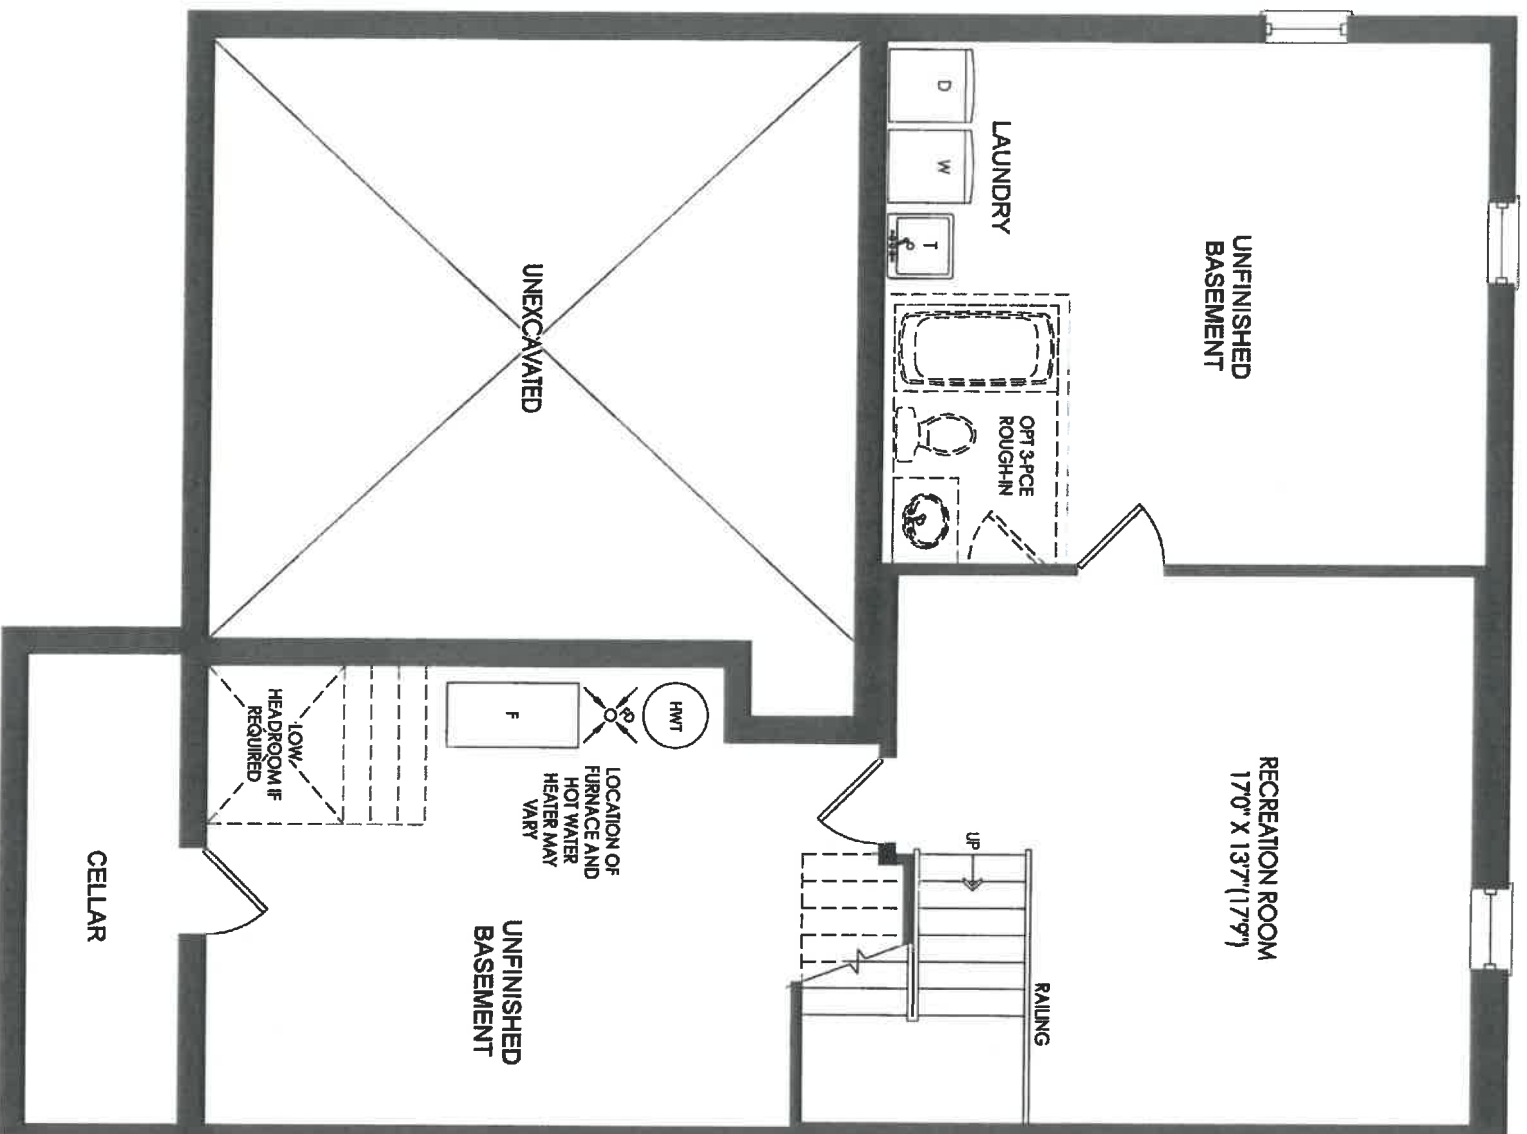 D
W
LAUNDRY
T
UNFINISHED
BASEMENT
OPT 3-PCE
ROUGH-IN
UNEXCAVATED
RECREATION ROOM
17'0" X 13'7"(17'9")
UP
RAILING
HWT
FD
F
LOCATION OF
FURNACE AND
HOT WATER
HEATER MAY
VARY
LOW
HEADROOM IF
REQUIRED
UNFINISHED
BASEMENT
CELLAR